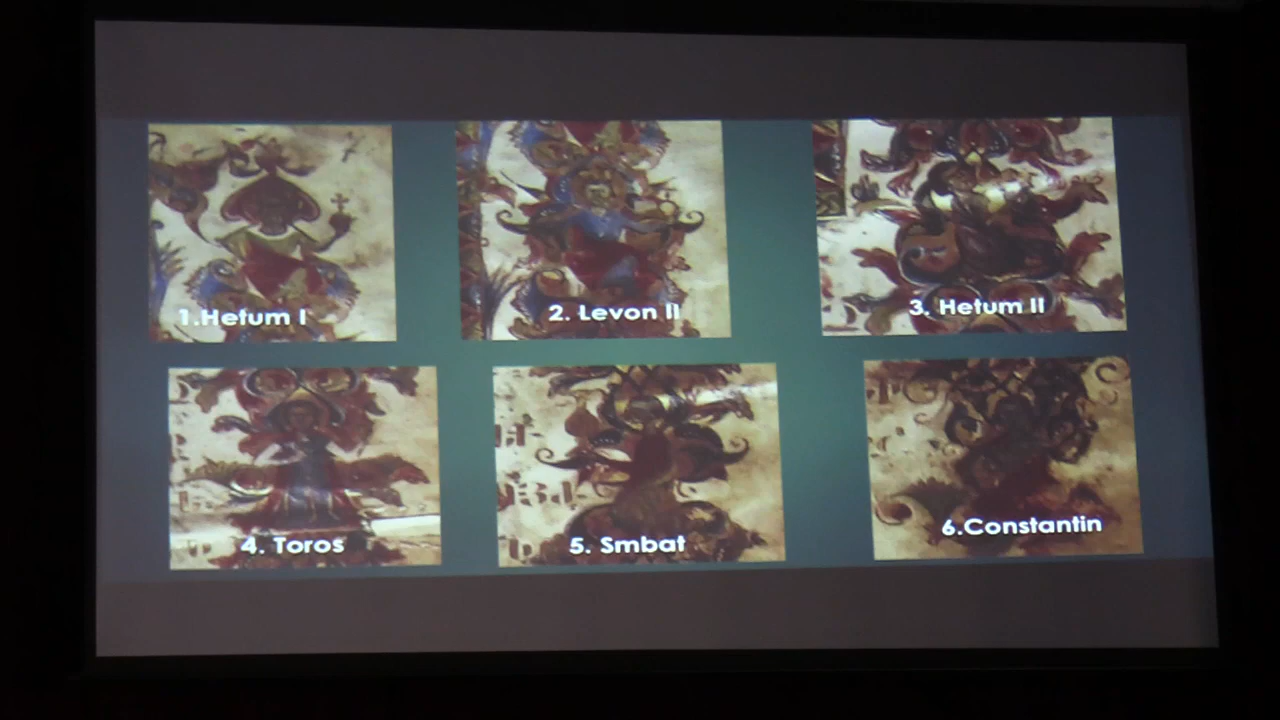 1.Hetum I
2. Levon II
3. Hetum II
4. Toros
5. Smbat
6.Constantin